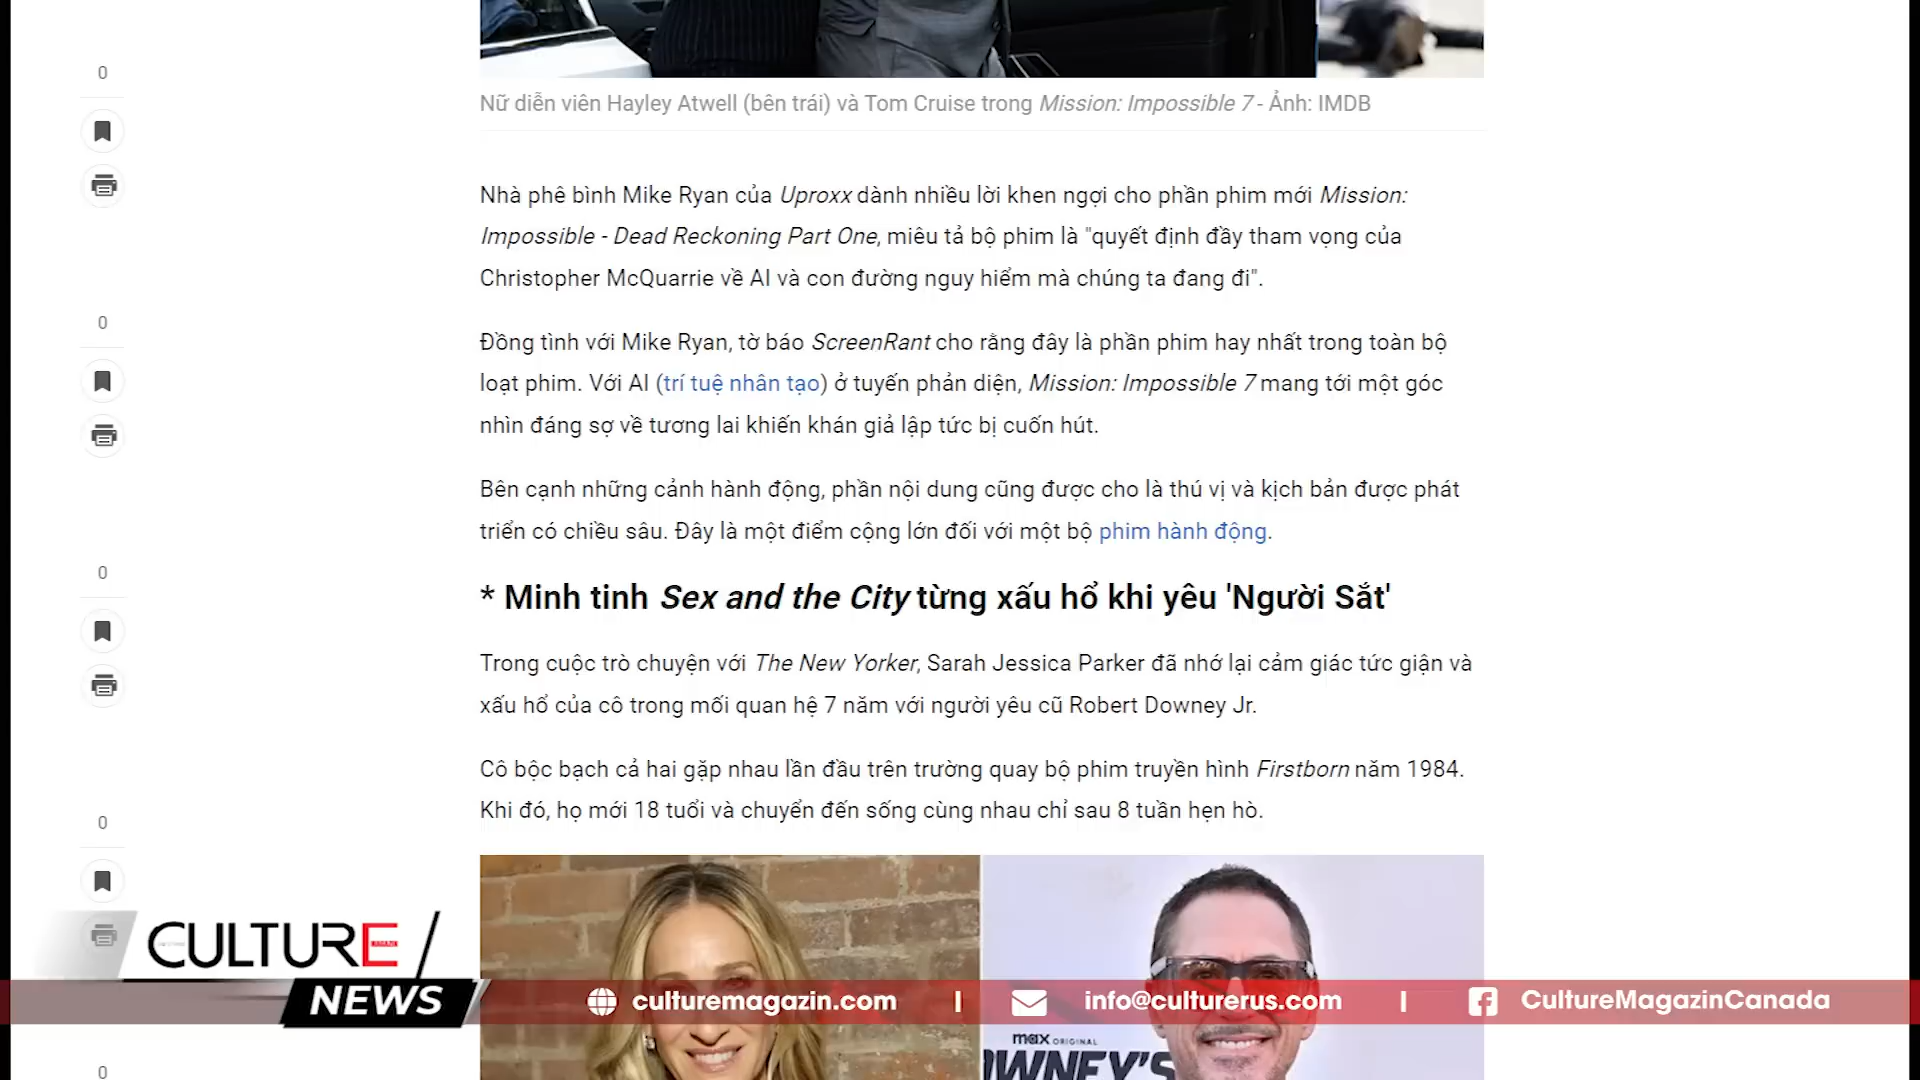 0
Nữ diễn viên Hayley Atwell (bên trái) và Tom Cruise trong Mission: Impossible 7 - Ảnh: IMDB
Nhà phê bình Mike Ryan của Uproxx dành nhiều lời khen ngợi cho phần phim mới Mission:
Impossible - Dead Reckoning Part One, miêu tả bộ phim là "quyết định đầy tham vọng của
Christopher McQuarrie về AI và con đường nguy hiểm mà chúng ta đang đi".
0
Đồng tình với Mike Ryan, tờ báo ScreenRant cho rằng đây là phần phim hay nhất trong toàn bộ
loạt phim. Với AI (trí tuệ nhân tạo) ở tuyến phản diện, Mission: Impossible 7 mang tới một góc
nhìn đáng sợ về tương lai khiến khán giả lập tức bị cuốn hút.
Bên cạnh những cảnh hành động, phần nội dung cũng được cho là thú vị và kịch bản được phát
triển có chiều sâu. Đây là một điểm cộng lớn đối với một bộ phim hành động.
0
* Minh tinh Sex and the City từng xấu hổ khi yêu 'Người Sắt'
Trong cuộc trò chuyện với The New Yorker, Sarah Jessica Parker đã nhớ lại cảm giác tức giận và
xấu hổ của cô trong mối quan hệ 7 năm với người yêu cũ Robert Downey Jr.
Cô bộc bạch cả hai gặp nhau lần đầu trên trường quay bộ phim truyền hình Firstborn năm 1984.
Khi đó, họ mới 18 tuổi và chuyển đến sống cùng nhau chỉ sau 8 tuần hẹn hò.
0
CULTURE
NEWS
culturemagazin.com | info@culturerus.com | CultureMagazinCanada
max ORIGINAL
OWNEY'S
0